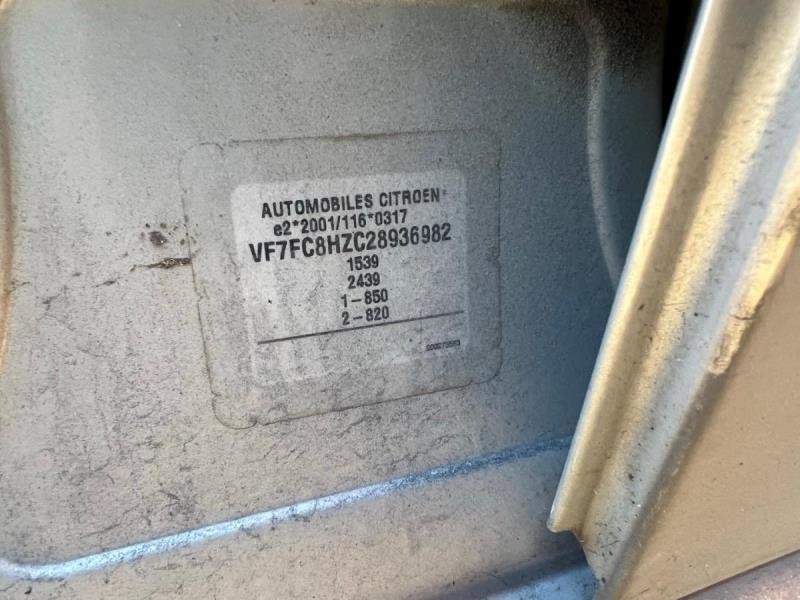 AUTOMOBILES CITROEN
e2*2001/116*0317
VF7FC8HZC28936982
1539
2439
1-850
2-820